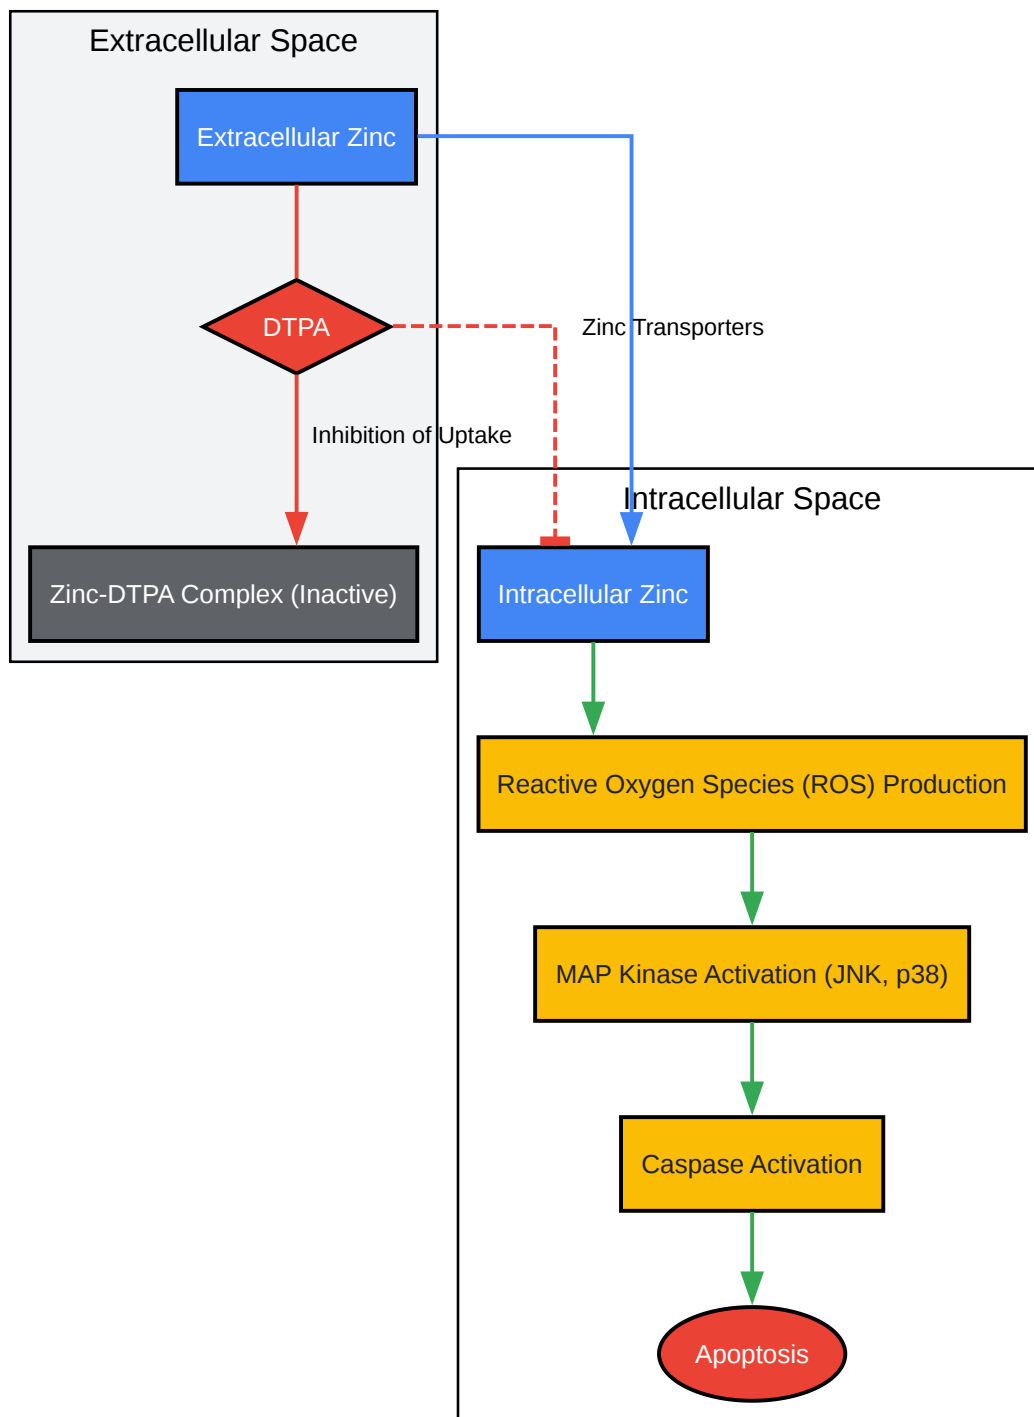 Extracellular Space
Extracellular Zinc
DTPA
Zinc Transporters
Inhibition of Uptake
Intracellular Space
Zinc-DTPA Complex (Inactive)
Intracellular Zinc
Reactive Oxygen Species (ROS) Production
MAP Kinase Activation (JNK, p38)
Caspase Activation
Apoptosis